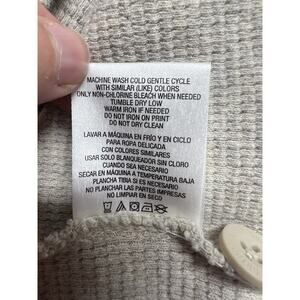 MACHINE WASH COLD GENTLE CYCLE
WITH SIMILAR (LIKE) COLORS
ONLY NON-CHLORINE BLEACH WHEN NEEDED
TUMBLE DRY LOW
WARM IRON IF NEEDED
DO NOT IRON ON PRINT
DO NOT DRY CLEAN
LAVAR A MÁQUINA EN FRÍO Y EN CICLO
PARA ROPA DELICADA
CON COLORES SIMILARES
USAR SOLO BLANQUEADOR SIN CLORO
CUANDO SEA NECESARIO
SECAR EN MÁQUINA A TEMPERATURA BAJA
PLANCHA TIBIA SI ES NECESARIO
NO PLANCHAR LAS PARTES IMPRESAS
NO LIMPIAR EN SECO